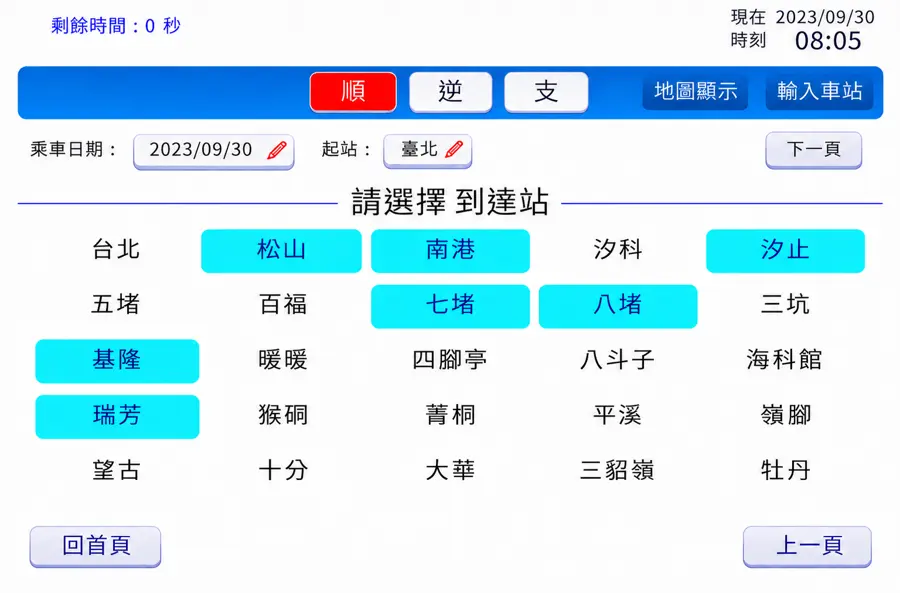 剩餘時間：0 秒
現在 2023/09/30
時刻 08:05
順 逆 支 地圖顯示 輸入車站
乘車日期： 2023/09/30 起站： 臺北 下一頁
請選擇 到達站
台北 松山 南港 汐科 汐止
五堵 百福 七堵 八堵 三坑
基隆 暖暖 四腳亭 八斗子 海科館
瑞芳 猴硐 菁桐 平溪 嶺腳
望古 十分 大華 三貂嶺 牡丹
回首頁 上一頁